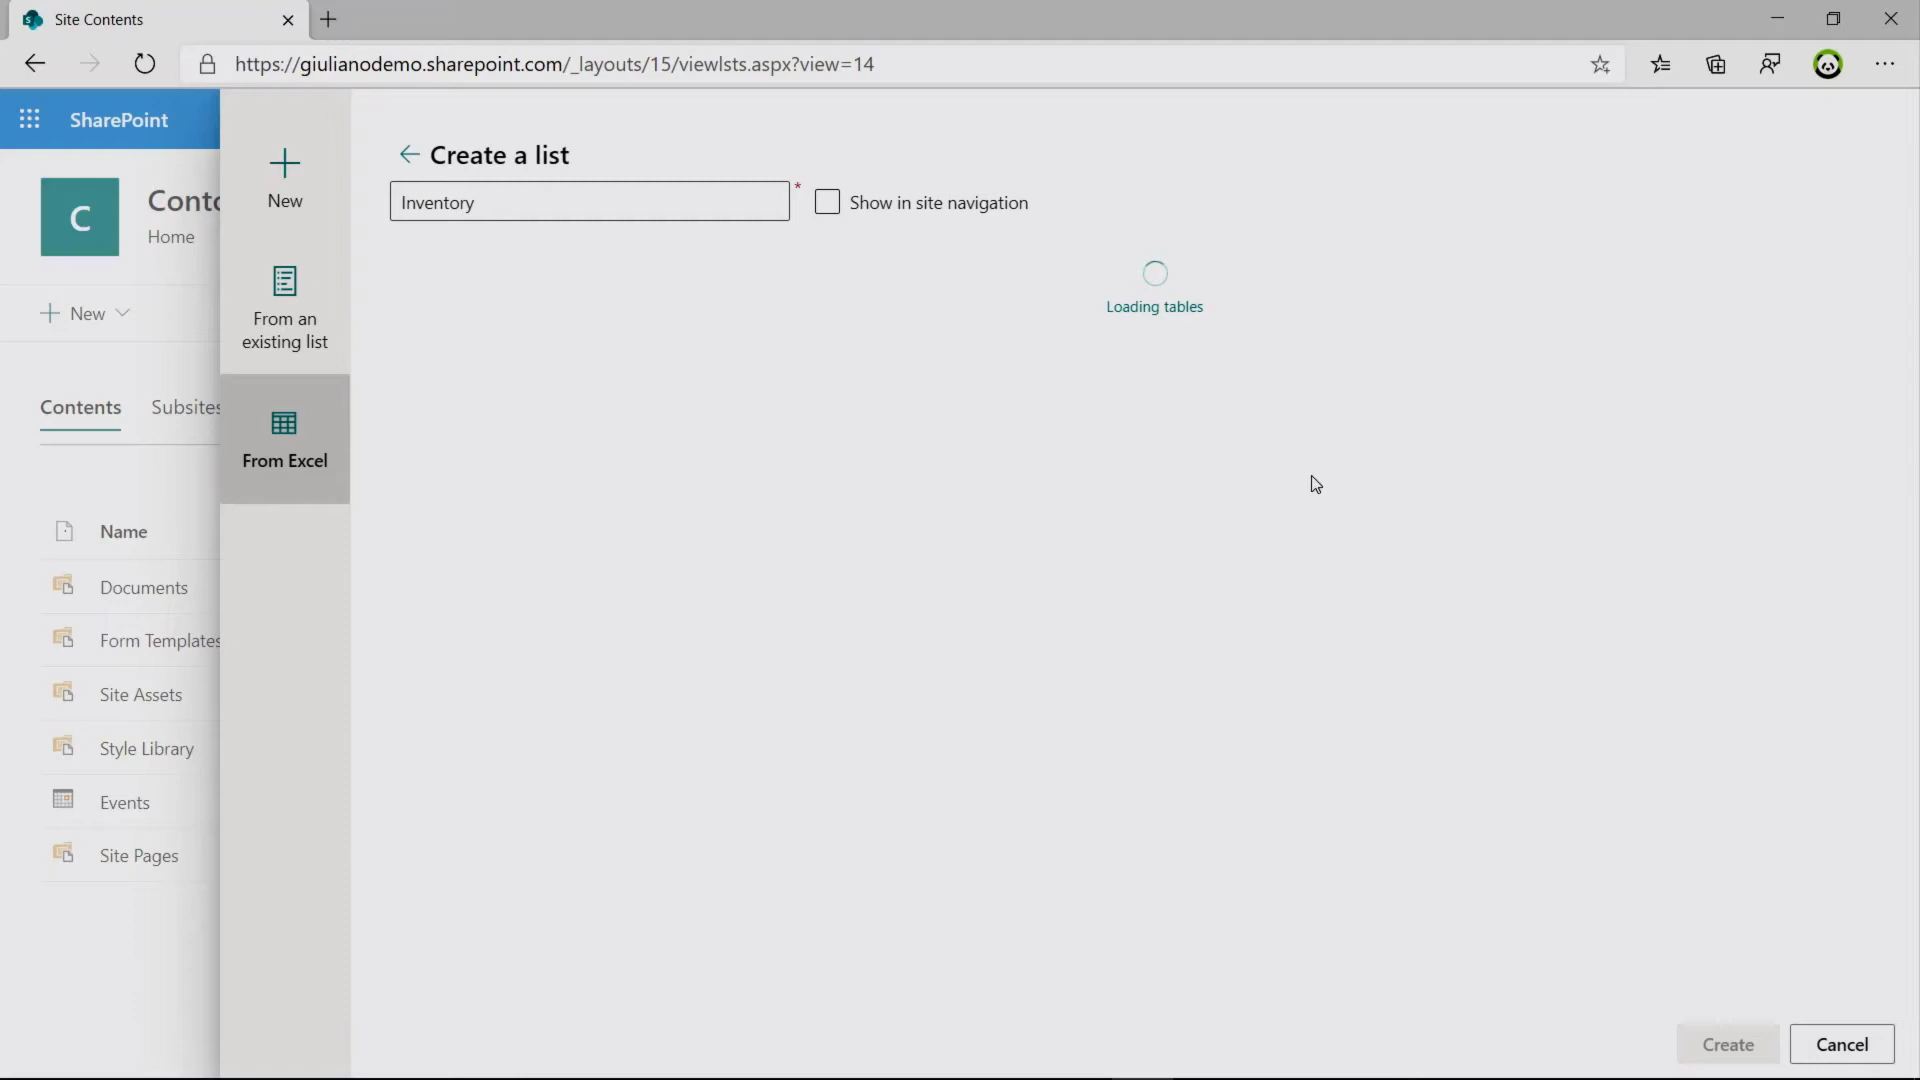 Site Contents
https://giulianodemo.sharepoint.com/_layouts/15/viewlsts.aspx?view=14
SharePoint
C
Home
New
Contents
Subsites
Name
Documents
Form Templates
Site Assets
Style Library
Events
Site Pages
New
From an
existing list
From Excel
Create a list
Inventory
*
Show in site navigation
Loading tables
Create
Cancel